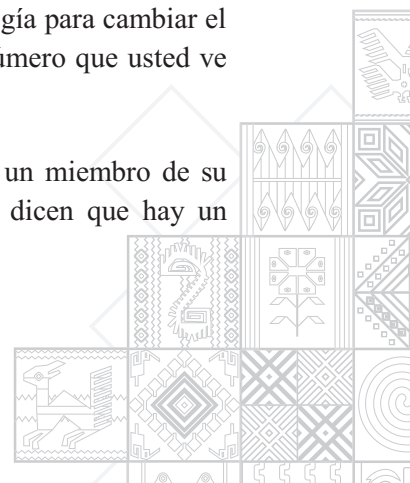 gía para cambiar el
úmero que usted ve
un miembro de su
dicen que hay un